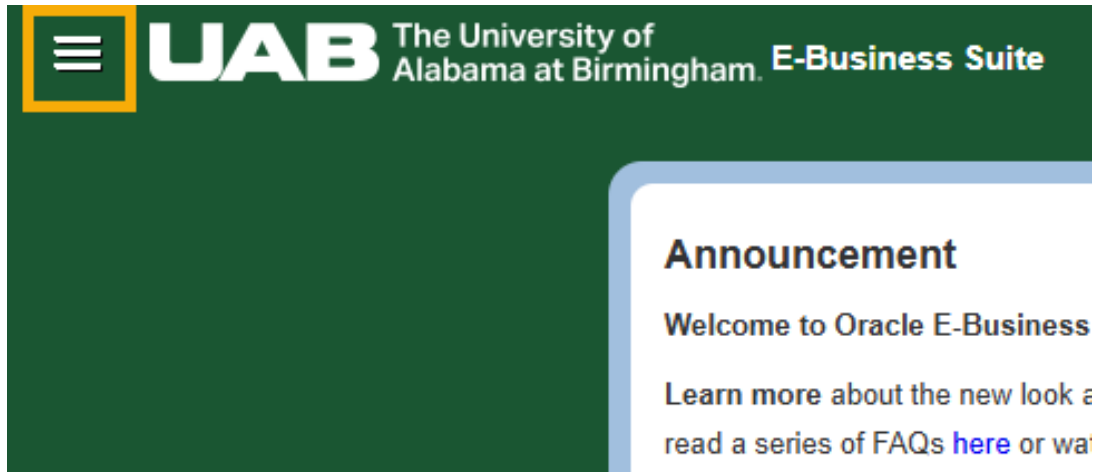 UAB The University of
Alabama at Birmingham. E-Business Suite
Announcement
Welcome to Oracle E-Business
Learn more about the new look
read a series of FAQs here or